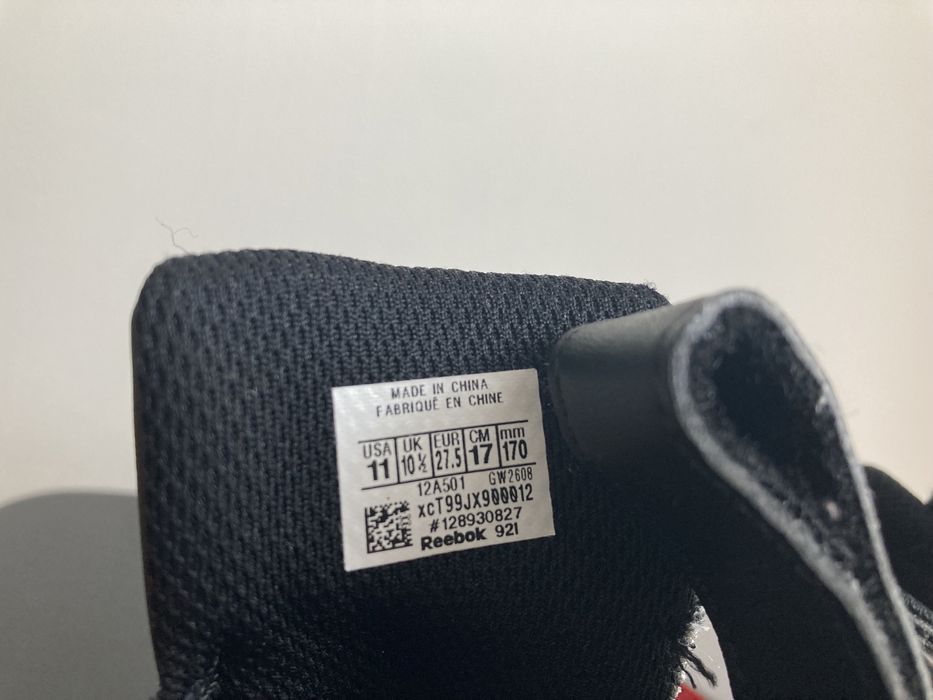 MADE IN CHINA
FABRIQUÉ EN CHINE
USA UK EUR CM mm
11 10½ 27.5 17 170
12A501 GW2608
xcT99JX900012
#128930827
Reebok 921